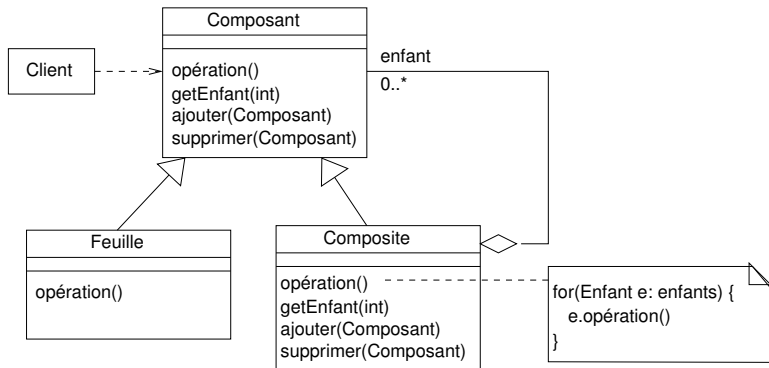 Composant
opération()
getEnfant(int)
ajouter(Composant)
supprimer(Composant)
Client
enfant
0..*
Feuille
opération()
Composite
opération()
getEnfant(int)
ajouter(Composant)
supprimer(Composant)
for(Enfant e: enfants) {
e.opération()
}